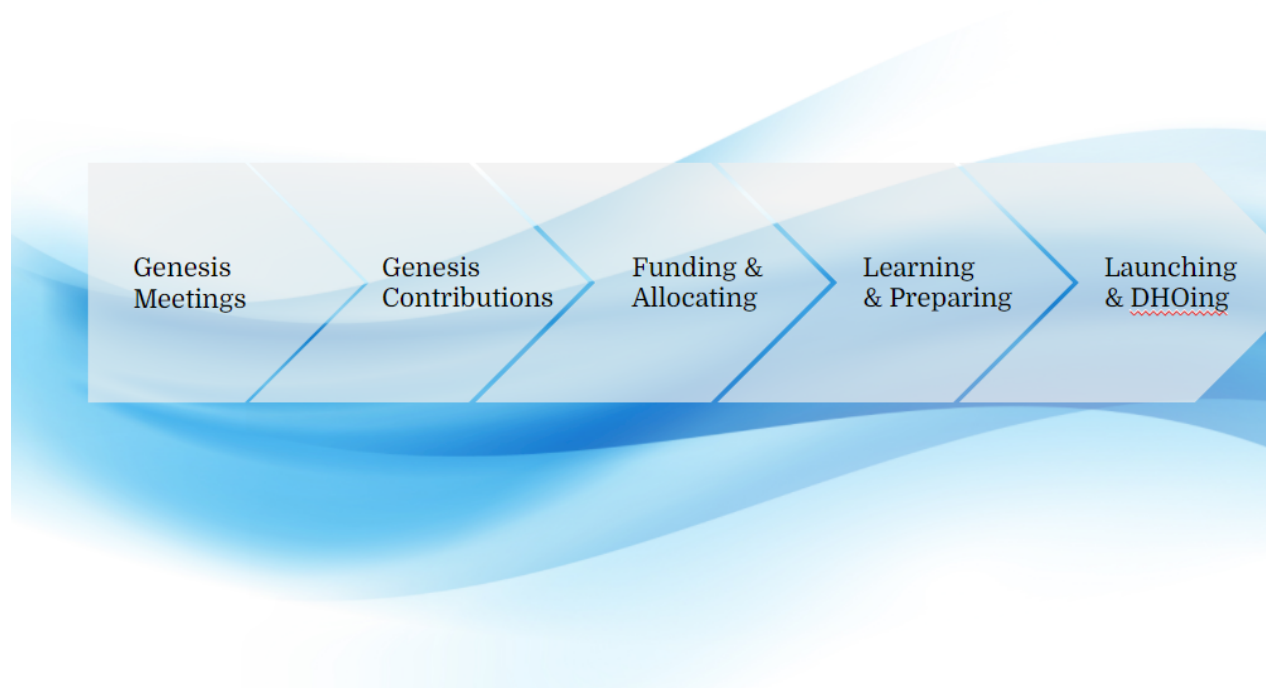 Genesis
Meetings
Genesis
Contributions
Funding &
Allocating
Learning
& Preparing
Launching
& DHOing